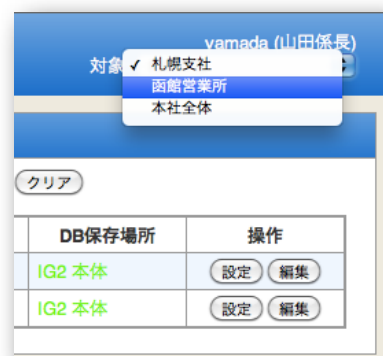 yamada (山田係長)
対象 ✓ 札幌支社
函館営業所
本社全体
クリア
DB保存場所 操作
IG2 本体 設定 編集
IG2 本体 設定 編集